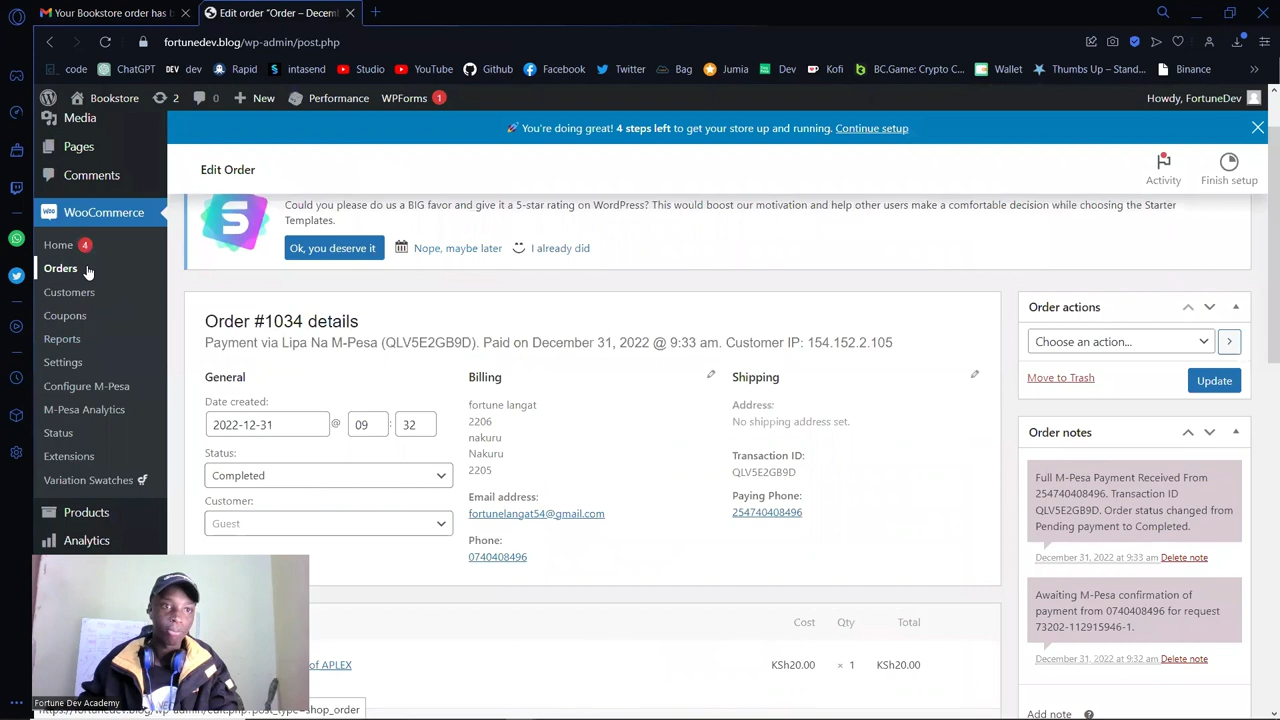 Your Bookstore order has b
Edit order “Order – Decem
fortunedev.blog/wp-admin/post.php
code
ChatGPT
DEV dev
Rapid
intasend
Studio
YouTube
Github
Facebook
Twitter
Bag
Jumia
Dev
Kofi
BC.Game: Crypto C...
Wallet
Thumbs Up – Stand...
Binance
Bookstore
2
0
New
Performance
WPForms 1
Howdy, FortuneDev
Media
Pages
Comments
WooCommerce
Home 4
Orders
Customers
Coupons
Reports
Settings
Configure M-Pesa
M-Pesa Analytics
Status
Extensions
Variation Swatches
Products
Analytics
You're doing great! 4 steps left to get your store up and running. Continue setup
Edit Order
Activity
Finish setup
Could you please do us a BIG favor and give it a 5-star rating on WordPress? This would boost our motivation and help other users make a comfortable decision while choosing the Starter
Templates.
Ok, you deserve it
Nope, maybe later
I already did
Order #1034 details
Payment via Lipa Na M-Pesa (QLV5E2GB9D). Paid on December 31, 2022 @ 9:33 am. Customer IP: 154.152.2.105
General
Date created:
2022-12-31 @ 09 : 32
Status:
Completed
Customer:
Guest
Billing
fortune langat
2206
nakuru
Nakuru
2205
Email address:
fortunelangat54@gmail.com
Phone:
0740408496
Shipping
Address:
No shipping address set.
Transaction ID:
QLV5E2GB9D
Paying Phone:
254740408496
Cost Qty Total
of APLEX KSh20.00 × 1 KSh20.00
Order actions
Choose an action...
Move to Trash
Update
Order notes
Full M-Pesa Payment Received From
254740408496. Transaction ID
QLV5E2GB9D. Order status changed from
Pending payment to Completed.
December 31, 2022 at 9:33 am Delete note
Awaiting M-Pesa confirmation of
payment from 0740408496 for request
73202-112915946-1.
December 31, 2022 at 9:32 am Delete note
Add note
Fortune Dev Academy
https://fortunedev.blog/wp-admin/edit.php?post_type=shop_order